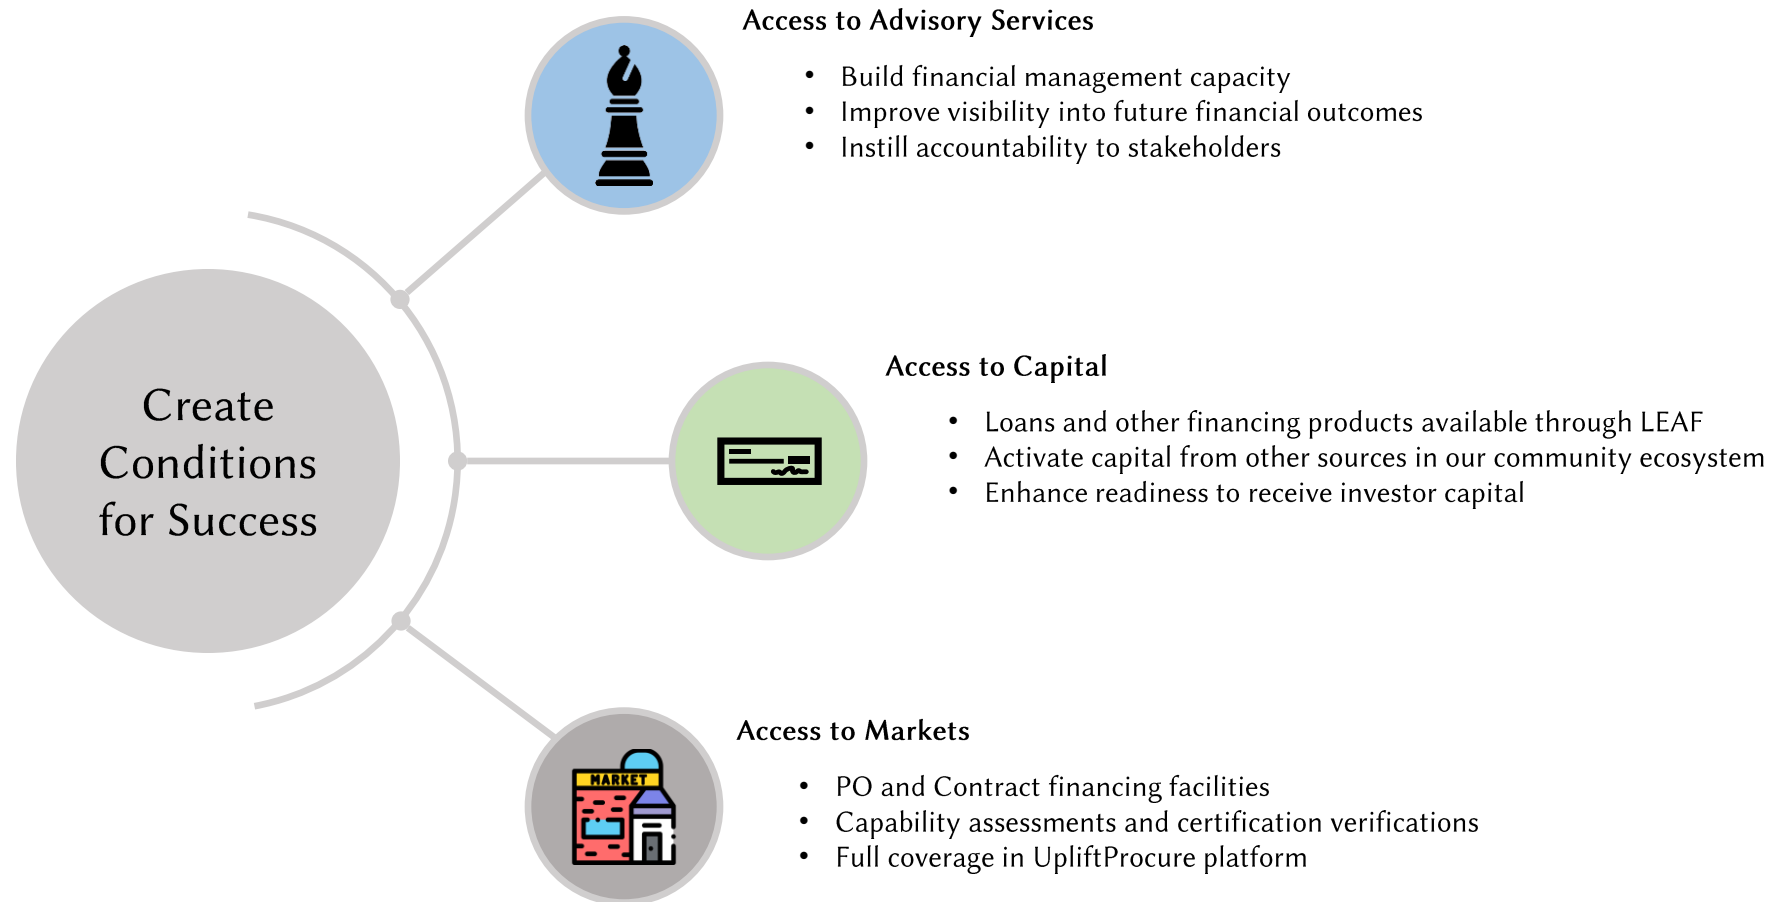 Create
Conditions
for Success
Access to Advisory Services
• Build financial management capacity
• Improve visibility into future financial outcomes
• Instill accountability to stakeholders
Access to Capital
• Loans and other financing products available through LEAF
• Activate capital from other sources in our community ecosystem
• Enhance readiness to receive investor capital
MARKET
Access to Markets
• PO and Contract financing facilities
• Capability assessments and certification verifications
• Full coverage in UpliftProcure platform